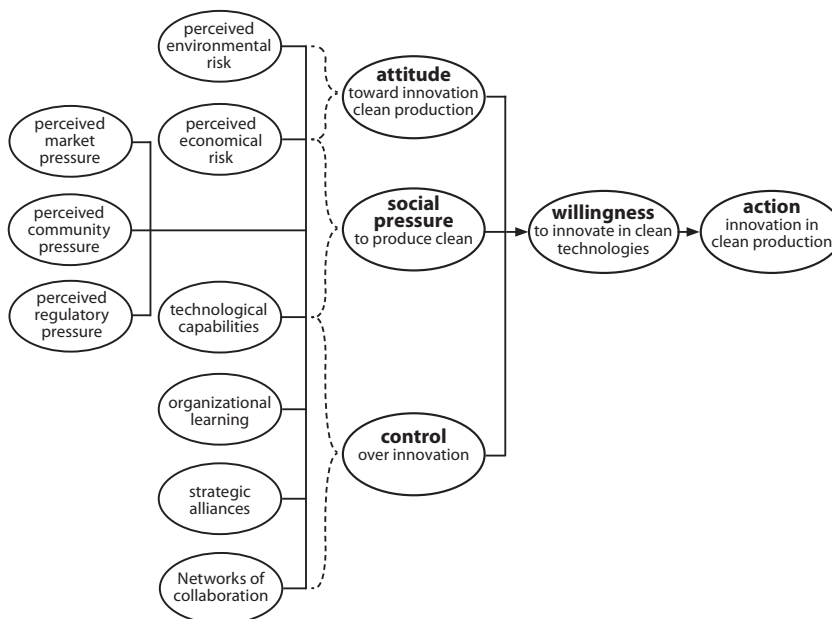 perceived
environmental
risk
attitude
toward innovation
clean production
perceived
market
pressure
perceived
economical
risk
perceived
community
pressure
social
pressure
to produce clean
willingness
to innovate in clean
technologies
action
innovation in
clean production
perceived
regulatory
pressure
technological
capabilities
organizational
learning
control
over innovation
strategic
alliances
Networks of
collaboration